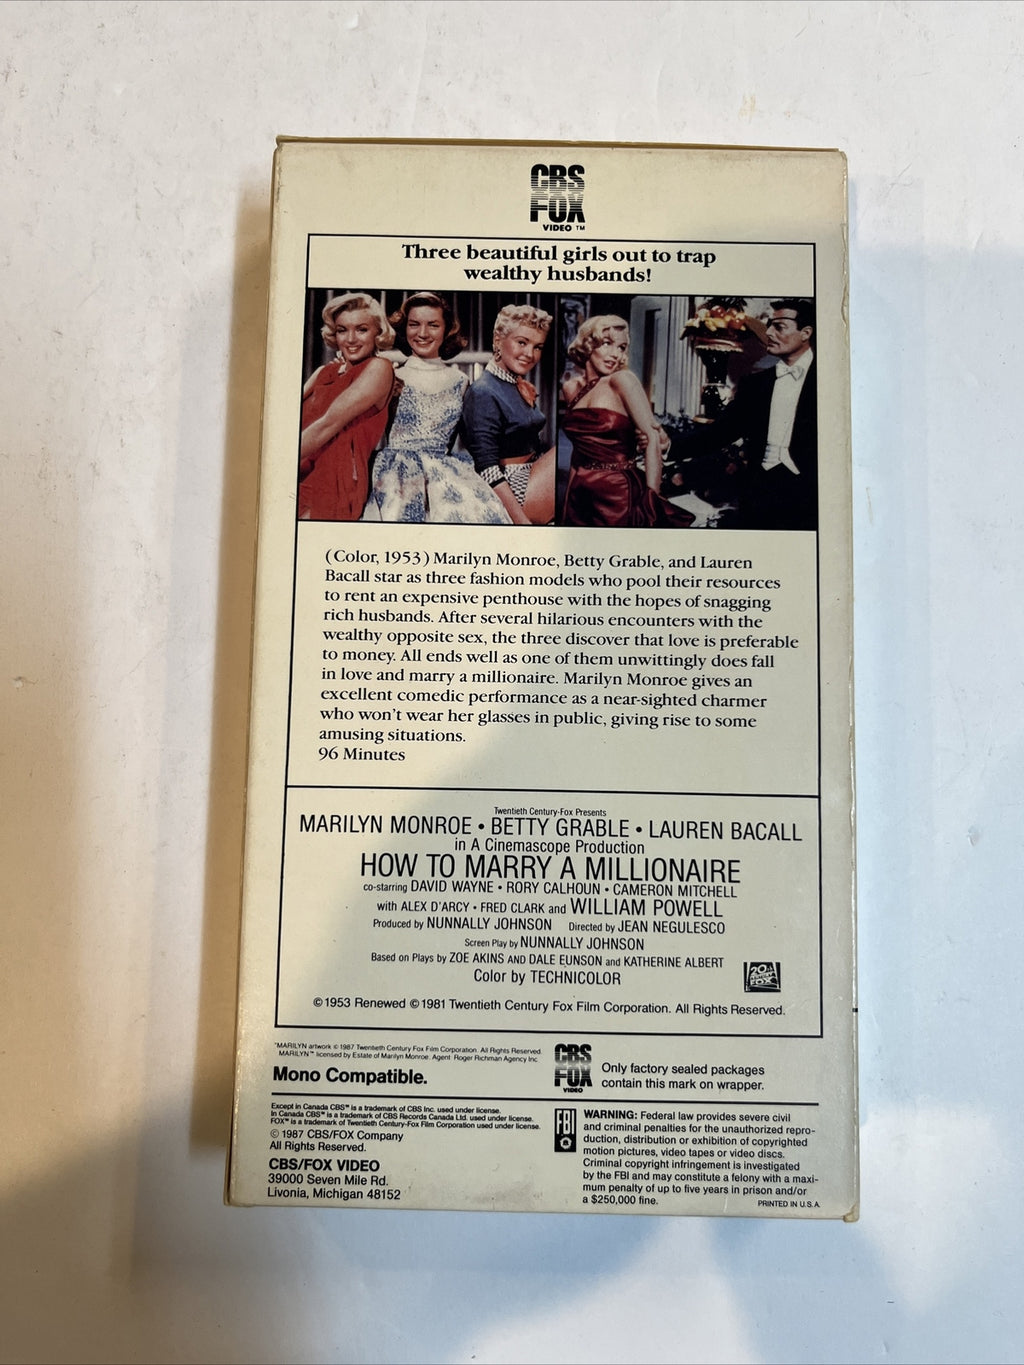 CBS
FOX
VIDEO ™
Three beautiful girls out to trap
wealthy husbands!
(Color, 1953) Marilyn Monroe, Betty Grable, and Lauren
Bacall star as three fashion models who pool their resources
to rent an expensive penthouse with the hopes of snagging
rich husbands. After several hilarious encounters with the
wealthy opposite sex, the three discover that love is preferable
to money. All ends well as one of them unwittingly does fall
in love and marry a millionaire. Marilyn Monroe gives an
excellent comedic performance as a near-sighted charmer
who won't wear her glasses in public, giving rise to some
amusing situations.
96 Minutes
Twentieth Century-Fox Presents
MARILYN MONROE • BETTY GRABLE • LAUREN BACALL
in A Cinemascope Production
HOW TO MARRY A MILLIONAIRE
co-starring DAVID WAYNE • RORY CALHOUN • CAMERON MITCHELL
with ALEX D'ARCY • FRED CLARK and WILLIAM POWELL
Produced by NUNNALLY JOHNSON Directed by JEAN NEGULESCO
Screen Play by NUNNALLY JOHNSON
Based on Plays by ZOE AKINS AND DALE EUNSON and KATHERINE ALBERT
Color by TECHNICOLOR
20th
CENTURY
FOX
©1953 Renewed ©1981 Twentieth Century Fox Film Corporation. All Rights Reserved.
"MARILYN artwork © 1987 Twentieth Century Fox Film Corporation. All Rights Reserved.
MARILYN™ licensed by Estate of Marilyn Monroe. Agent Roger Richman Agency Inc.
Mono Compatible.
CBS
FOX
VIDEO
Only factory sealed packages
contain this mark on wrapper.
Except in Canada CBS™ is a trademark of CBS Inc. used under license.
In Canada CBS™ is a trademark of CBS Records Canada Ltd. used under license.
FOX™ is a trademark of Twentieth Century-Fox Film Corporation used under license.
© 1987 CBS/FOX Company
All Rights Reserved.
CBS/FOX VIDEO
39000 Seven Mile Rd.
Livonia, Michigan 48152
FBI
WARNING: Federal law provides severe civil
and criminal penalties for the unauthorized repro-
duction, distribution or exhibition of copyrighted
motion pictures, video tapes or video discs.
Criminal copyright infringement is investigated
by the FBI and may constitute a felony with a maxi-
mum penalty of up to five years in prison and/or
a $250,000 fine.
PRINTED IN U.S.A.